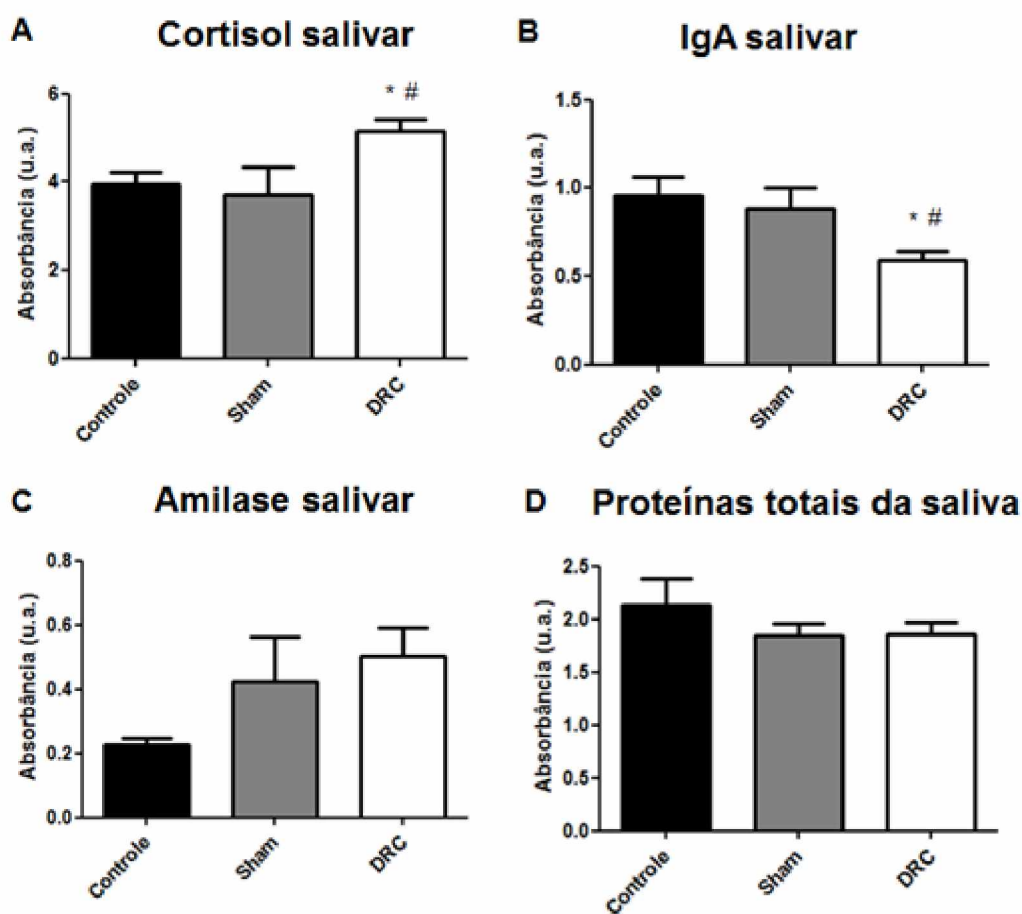 A
Cortisol salivar
Absorbância (u.a.)
6
4
2
0
* #
Controle
Sham
DRC
B
IgA salivar
Absorbância (u.a.)
1.5
1.0
0.5
0.0
* #
Controle
Sham
DRC
C
Amilase salivar
Absorbância (u.a.)
0.8
0.6
0.4
0.2
0.0
Controle
Sham
DRC
D
Proteínas totais da saliva
Absorbância (u.a.)
2.5
2.0
1.5
1.0
0.5
0.0
Controle
Sham
DRC